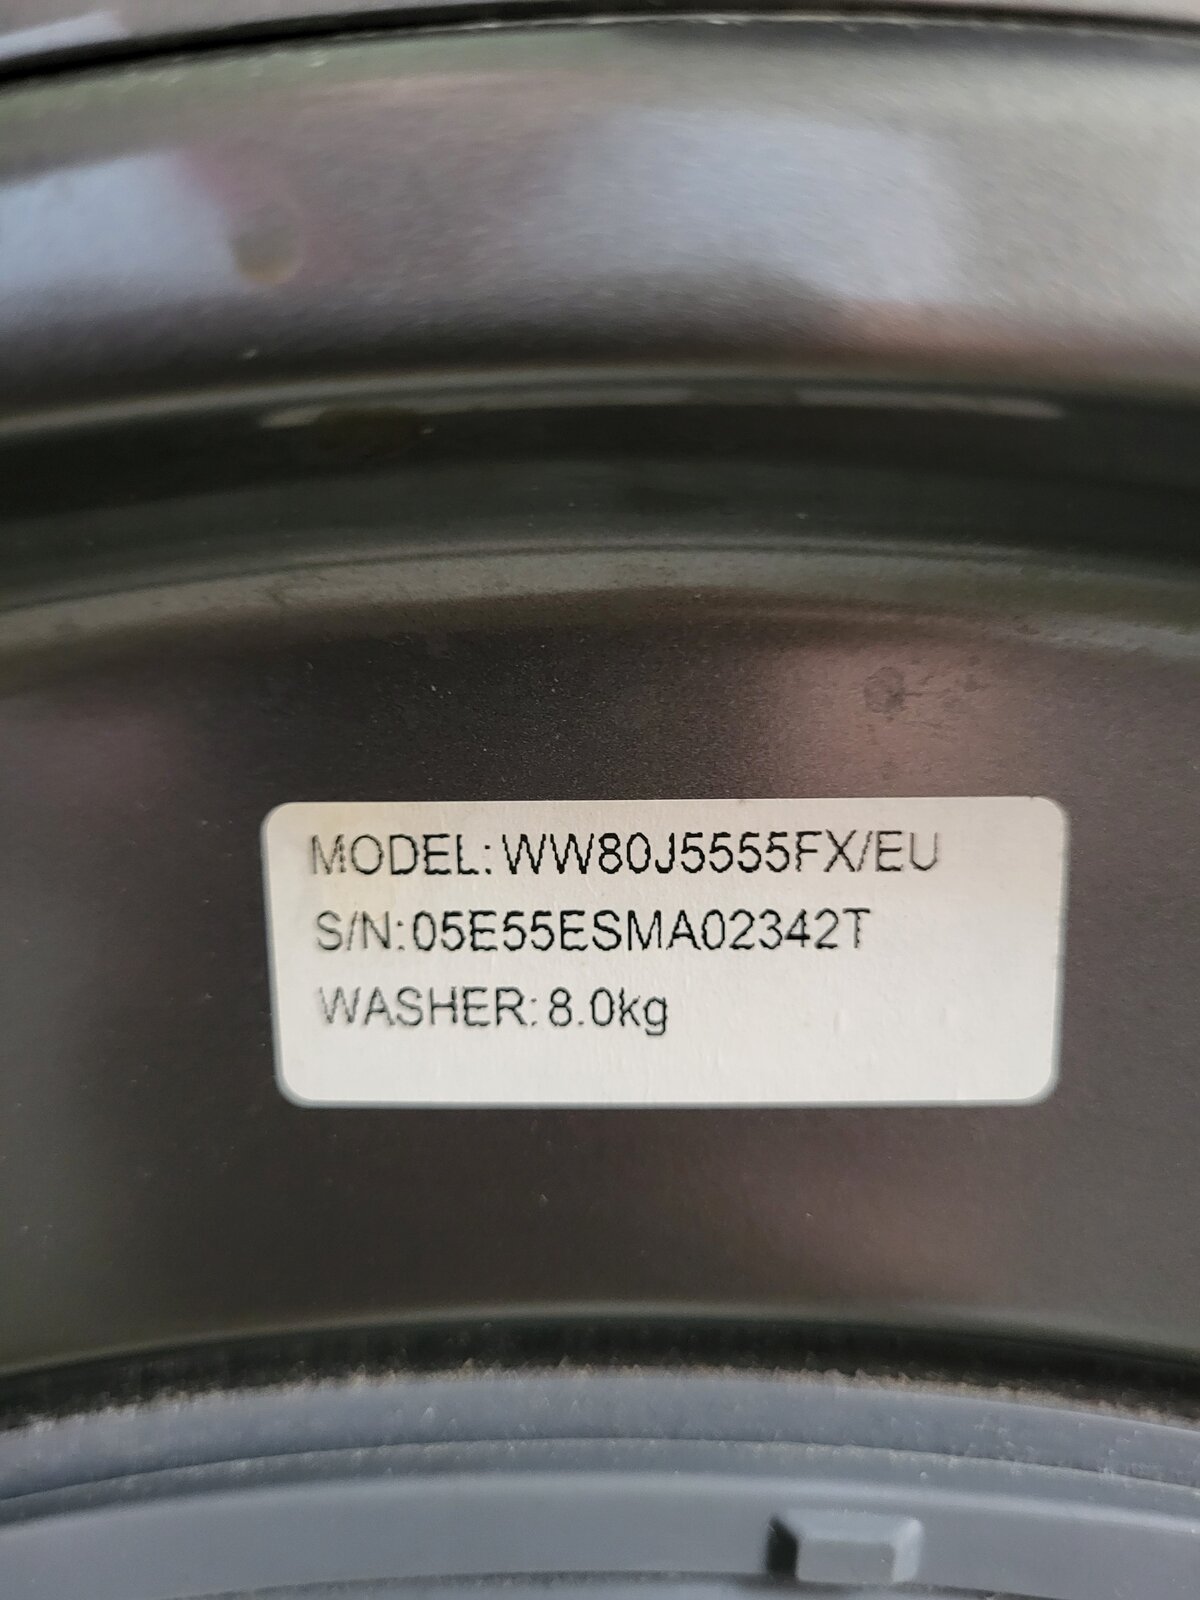 MODEL: WW80J5555FX/EU
S/N:05E55ESMA02342T
WASHER: 8.0kg